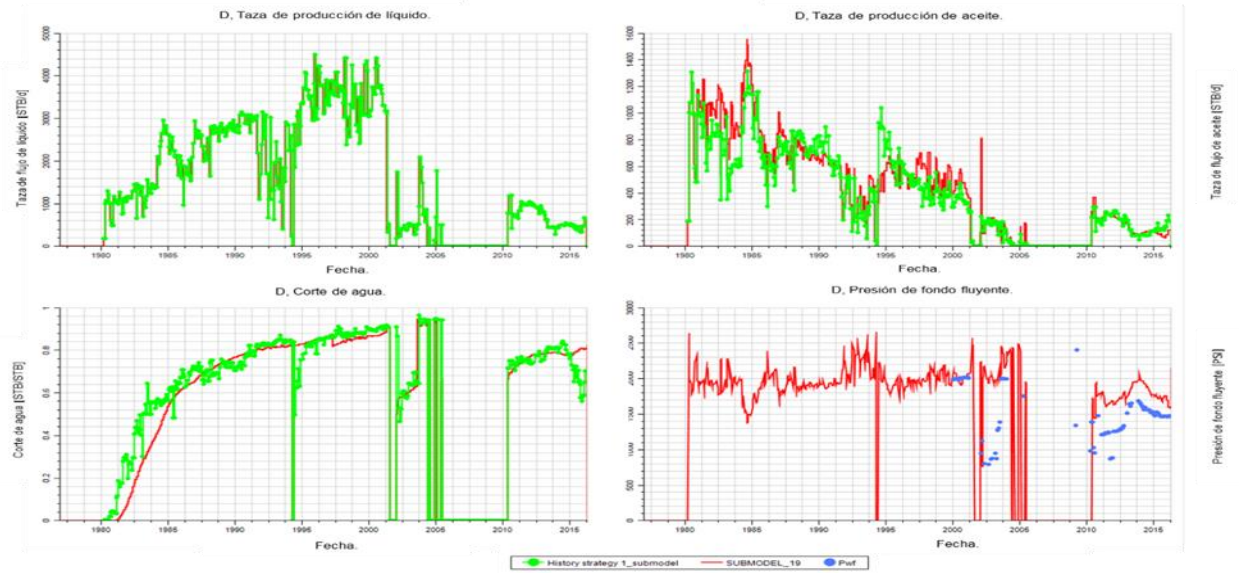 D, Taza de producción de líquido.
Taza de flujo de líquido [STB/d]
5000
4000
3000
2000
1000
0
1980 1985 1990 1995 2000 2005 2010 2015
Fecha.
D, Taza de producción de aceite.
1600
1400
1200
1000
800
600
400
200
0
1980 1985 1990 1995 2000 2005 2010 2015
Fecha.
Taza de flujo de aceite [STB/d]
D, Corte de agua.
Corte de agua [STB/STB]
1
0.8
0.6
0.4
0.2
0
1980 1985 1990 1995 2000 2005 2010 2015
Fecha.
D, Presión de fondo fluyente.
3000
2500
2000
1500
1000
500
0
1980 1985 1990 1995 2000 2005 2010 2015
Fecha.
Presión de fondo fluyente [PSI]
History strategy 1_submodel SUBMODEL_19 Pwf